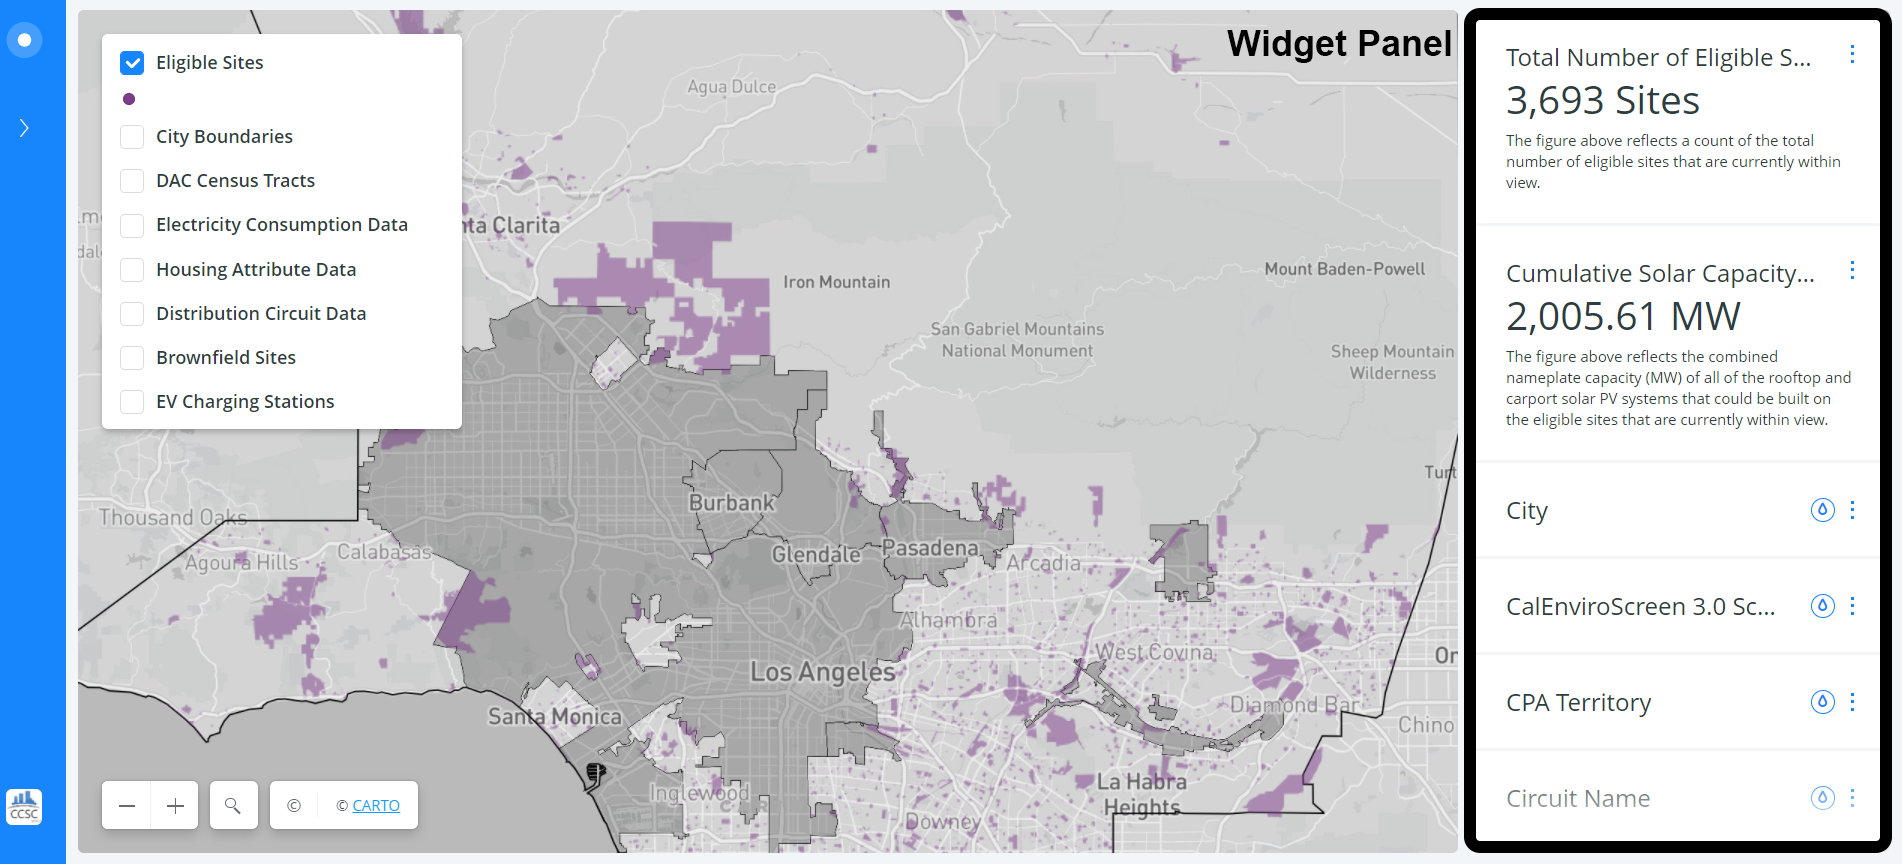 Eligible Sites
City Boundaries
DAC Census Tracts
Electricity Consumption Data
Housing Attribute Data
Distribution Circuit Data
Brownfield Sites
EV Charging Stations
Widget Panel
Agua Dulce
nta Clarita
Iron Mountain
Mount Baden-Powell
San Gabriel Mountains
National Monument
Sheep Mountain
Wilderness
Turt
Burbank
Thousand Oaks
Calabasas
Agoura Hills
Glendale
Pasadena
Arcadia
Alhambra
West Covina
Or
Los Angeles
Santa Monica
Diamond Bar
Chino
La Habra
Heights
Inglewood
Downey
© © CARTO
CCSC
Total Number of Eligible S...
3,693 Sites
The figure above reflects a count of the total
number of eligible sites that are currently within
view.
Cumulative Solar Capacity...
2,005.61 MW
The figure above reflects the combined
nameplate capacity (MW) of all of the rooftop and
carport solar PV systems that could be built on
the eligible sites that are currently within view.
City
CalEnviroScreen 3.0 Sc...
CPA Territory
Circuit Name